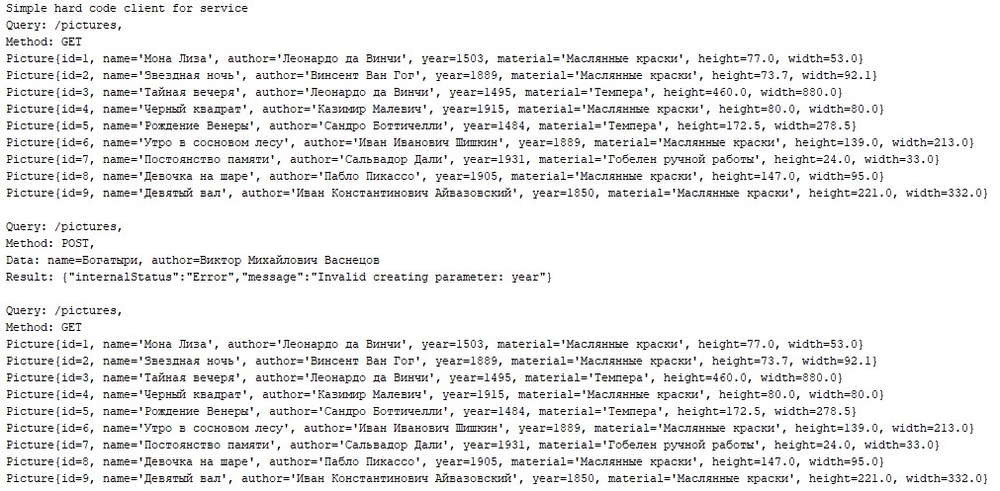 Simple hard code client for service
Query: /pictures,
Method: GET
Picture{id=1, name='Мона Лиза', author='Леонардо да Винчи', year=1503, material='Маслянные краски', height=77.0, width=53.0}
Picture{id=2, name='Звездная ночь', author='Винсент Ван Гог', year=1889, material='Маслянные краски', height=73.7, width=92.1}
Picture{id=3, name='Тайная вечеря', author='Леонардо да Винчи', year=1495, material='Темпера', height=460.0, width=880.0}
Picture{id=4, name='Черный квадрат', author='Казимир Малевич', year=1915, material='Маслянные краски', height=80.0, width=80.0}
Picture{id=5, name='Рождение Венеры', author='Сандро Боттичелли', year=1484, material='Темпера', height=172.5, width=278.5}
Picture{id=6, name='Утро в сосновом лесу', author='Иван Иванович Шишкин', year=1889, material='Маслянные краски', height=139.0, width=213.0}
Picture{id=7, name='Постоянство памяти', author='Сальвадор Дали', year=1931, material='Гобелен ручной работы', height=24.0, width=33.0}
Picture{id=8, name='Девочка на шаре', author='Пабло Пикассо', year=1905, material='Маслянные краски', height=147.0, width=95.0}
Picture{id=9, name='Девятый вал', author='Иван Константинович Айвазовский', year=1850, material='Маслянные краски', height=221.0, width=332.0}

Query: /pictures,
Method: POST,
Data: name=Богатыри, author=Виктор Михайлович Васнецов
Result: {"internalStatus":"Error","message":"Invalid creating parameter: year"}

Query: /pictures,
Method: GET
Picture{id=1, name='Мона Лиза', author='Леонардо да Винчи', year=1503, material='Маслянные краски', height=77.0, width=53.0}
Picture{id=2, name='Звездная ночь', author='Винсент Ван Гог', year=1889, material='Маслянные краски', height=73.7, width=92.1}
Picture{id=3, name='Тайная вечеря', author='Леонардо да Винчи', year=1495, material='Темпера', height=460.0, width=880.0}
Picture{id=4, name='Черный квадрат', author='Казимир Малевич', year=1915, material='Маслянные краски', height=80.0, width=80.0}
Picture{id=5, name='Рождение Венеры', author='Сандро Боттичелли', year=1484, material='Темпера', height=172.5, width=278.5}
Picture{id=6, name='Утро в сосновом лесу', author='Иван Иванович Шишкин', year=1889, material='Маслянные краски', height=139.0, width=213.0}
Picture{id=7, name='Постоянство памяти', author='Сальвадор Дали', year=1931, material='Гобелен ручной работы', height=24.0, width=33.0}
Picture{id=8, name='Девочка на шаре', author='Пабло Пикассо', year=1905, material='Маслянные краски', height=147.0, width=95.0}
Picture{id=9, name='Девятый вал', author='Иван Константинович Айвазовский', year=1850, material='Маслянные краски', height=221.0, width=332.0}